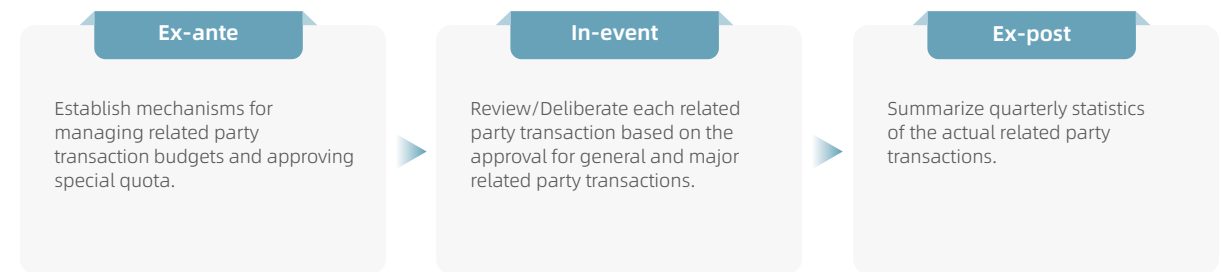 Ex-ante
Establish mechanisms for
managing related party
transaction budgets and approving
special quota.
In-event
Review/Deliberate each related
party transaction based on the
approval for general and major
related party transactions.
Ex-post
Summarize quarterly statistics
of the actual related party
transactions.